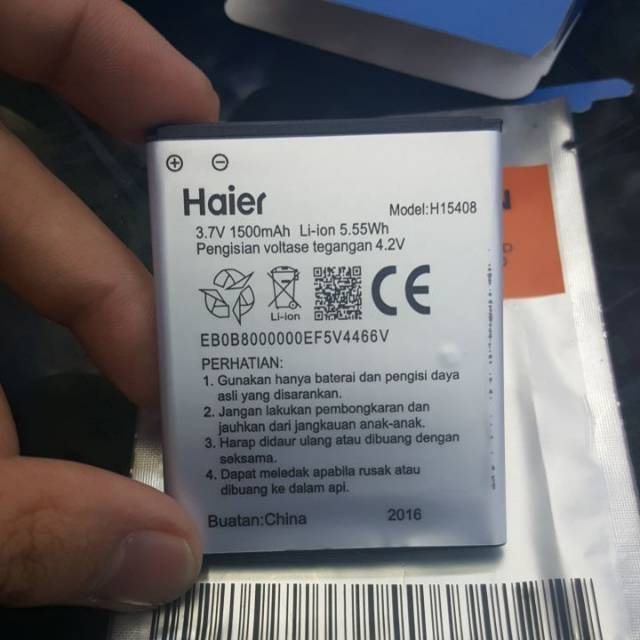 Haier
Model:H15408
3.7V 1500mAh Li-ion 5.55Wh
Pengisian voltase tegangan 4.2V
Li-ion
CE
EB0B8000000EF5V4466V
PERHATIAN:
1. Gunakan hanya baterai dan pengisi daya
asli yang disarankan.
2. Jangan lakukan pembongkaran dan
jauhkan dari jangkauan anak-anak.
3. Harap didaur ulang atau dibuang dengan
seksama.
4. Dapat meledak apabila rusak atau
dibuang ke dalam api.
Buatan:China
2016